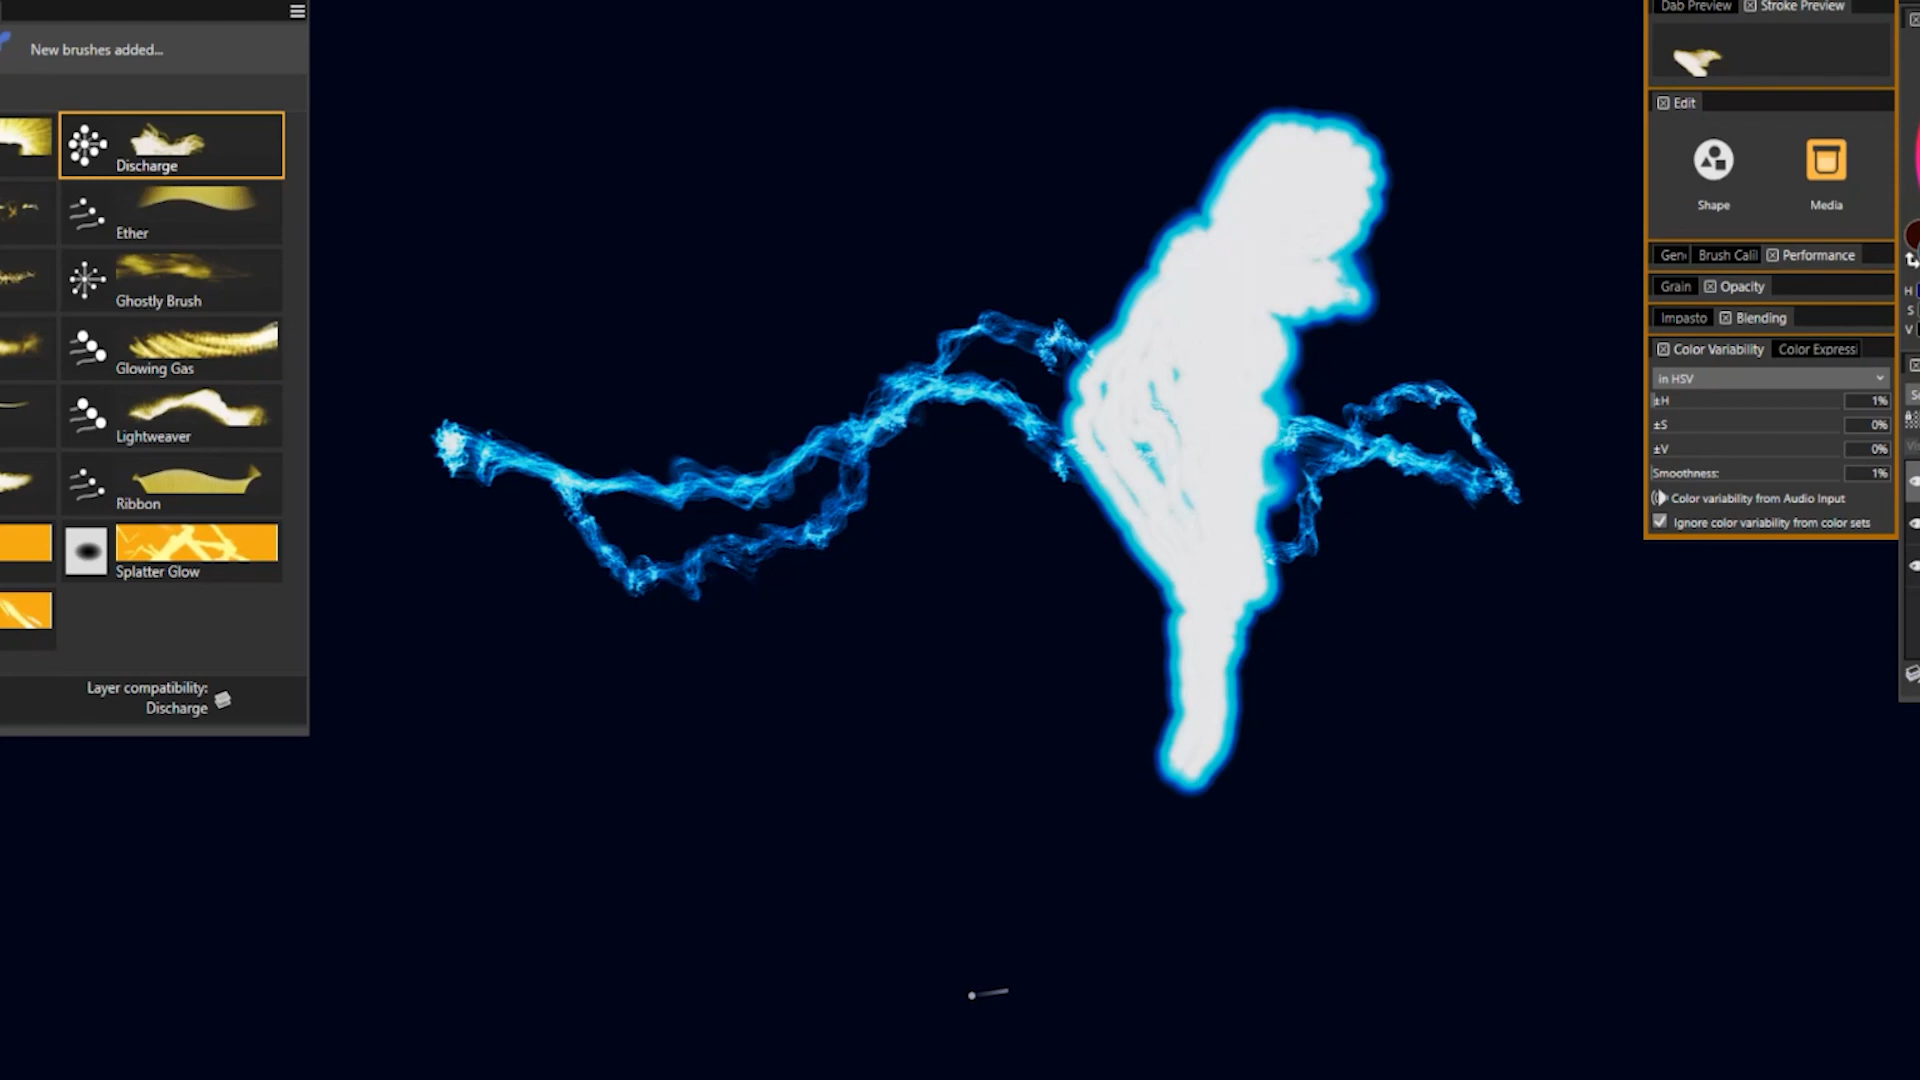 New brushes added...
Discharge
Ether
Ghostly Brush
Glowing Gas
Lightweaver
Ribbon
Splatter Glow
Layer compatibility:
Discharge
Dab Preview Stroke Preview
Edit
Shape Media
Brush Cali Performance
Grain Opacity
Impasto Blending
Color Variability Color Expressi
in HSV
±H 1%
±S 0%
±V 0%
Smoothness: 1%
Color variability from Audio Input
Ignore color variability from color sets
H
S
V